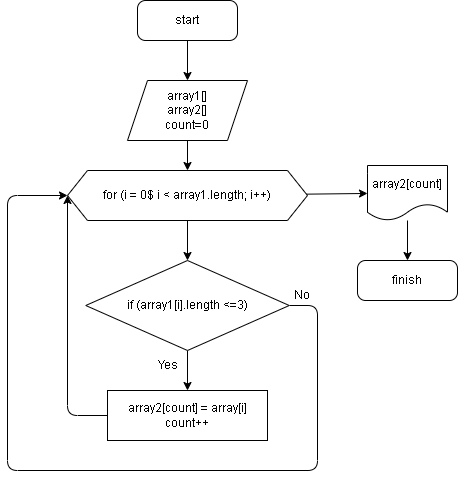 start
array1[]
array2[]
count=0
for (i = 0$ i < array1.length; i++)
array2[count]
finish
if (array1[i].length <=3)
No
Yes
array2[count] = array[i]
count++